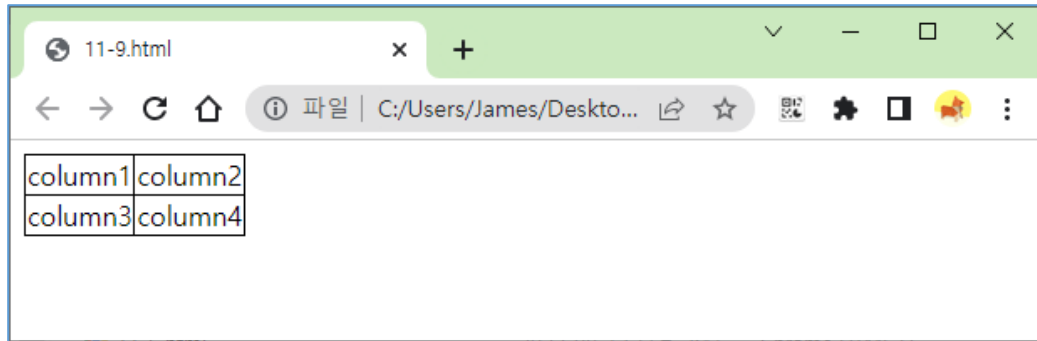 11-9.html
파일 C:/Users/James/Deskto...
column1 column2
column3 column4